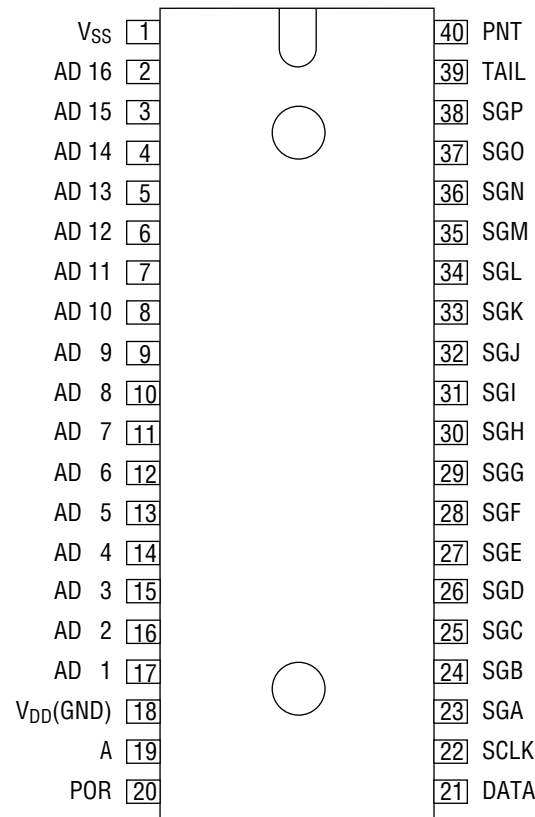 VSS 1 40 PNT
AD 16 2 39 TAIL
AD 15 3 38 SGP
AD 14 4 37 SGO
AD 13 5 36 SGN
AD 12 6 35 SGM
AD 11 7 34 SGL
AD 10 8 33 SGK
AD 9 9 32 SGJ
AD 8 10 31 SGI
AD 7 11 30 SGH
AD 6 12 29 SGG
AD 5 13 28 SGF
AD 4 14 27 SGE
AD 3 15 26 SGD
AD 2 16 25 SGC
AD 1 17 24 SGB
VDD(GND) 18 23 SGA
A 19 22 SCLK
POR 20 21 DATA